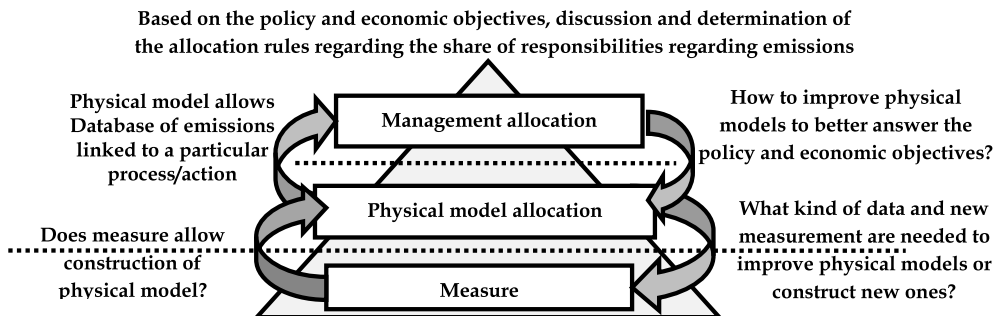 Based on the policy and economic objectives, discussion and determination of
the allocation rules regarding the share of responsibilities regarding emissions
Physical model allows
Database of emissions
linked to a particular
process/action
Management allocation
How to improve physical
models to better answer the
policy and economic objectives?
Physical model allocation
Does measure allow
construction of
physical model?
What kind of data and new
measurement are needed to
improve physical models or
construct new ones?
Measure